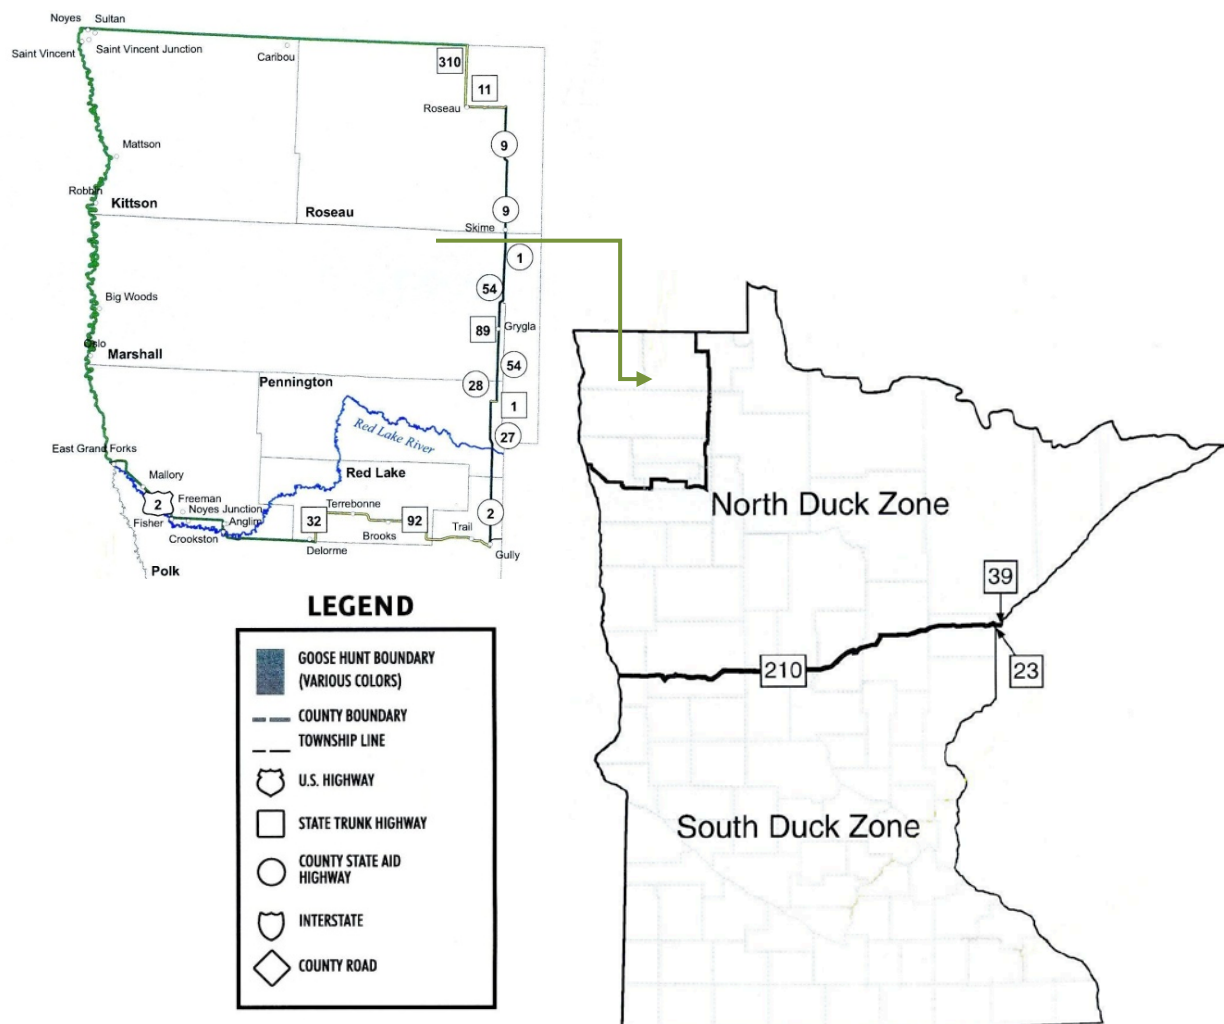 Noyes
Sultan
Saint Vincent
Saint Vincent Junction
Caribou
310
11
Roseau
9
Mattson
Robbin
Kittson
9
Roseau
Skime
1
54
Big Woods
89
Grygla
Oslo
Marshall
54
Pennington
28
1
Red Lake River
27
East Grand Forks
Red Lake
Mallory
2
Freeman
Terrebonne
Noyes Junction
Fisher
Anglim
32
92
2
Trail
Crookston
Brooks
Delorme
Gully
Polk
North Duck Zone
39
210
23
South Duck Zone
LEGEND
GOOSE HUNT BOUNDARY
(VARIOUS COLORS)
COUNTY BOUNDARY
TOWNSHIP LINE
U.S. HIGHWAY
STATE TRUNK HIGHWAY
COUNTY STATE AID
HIGHWAY
INTERSTATE
COUNTY ROAD